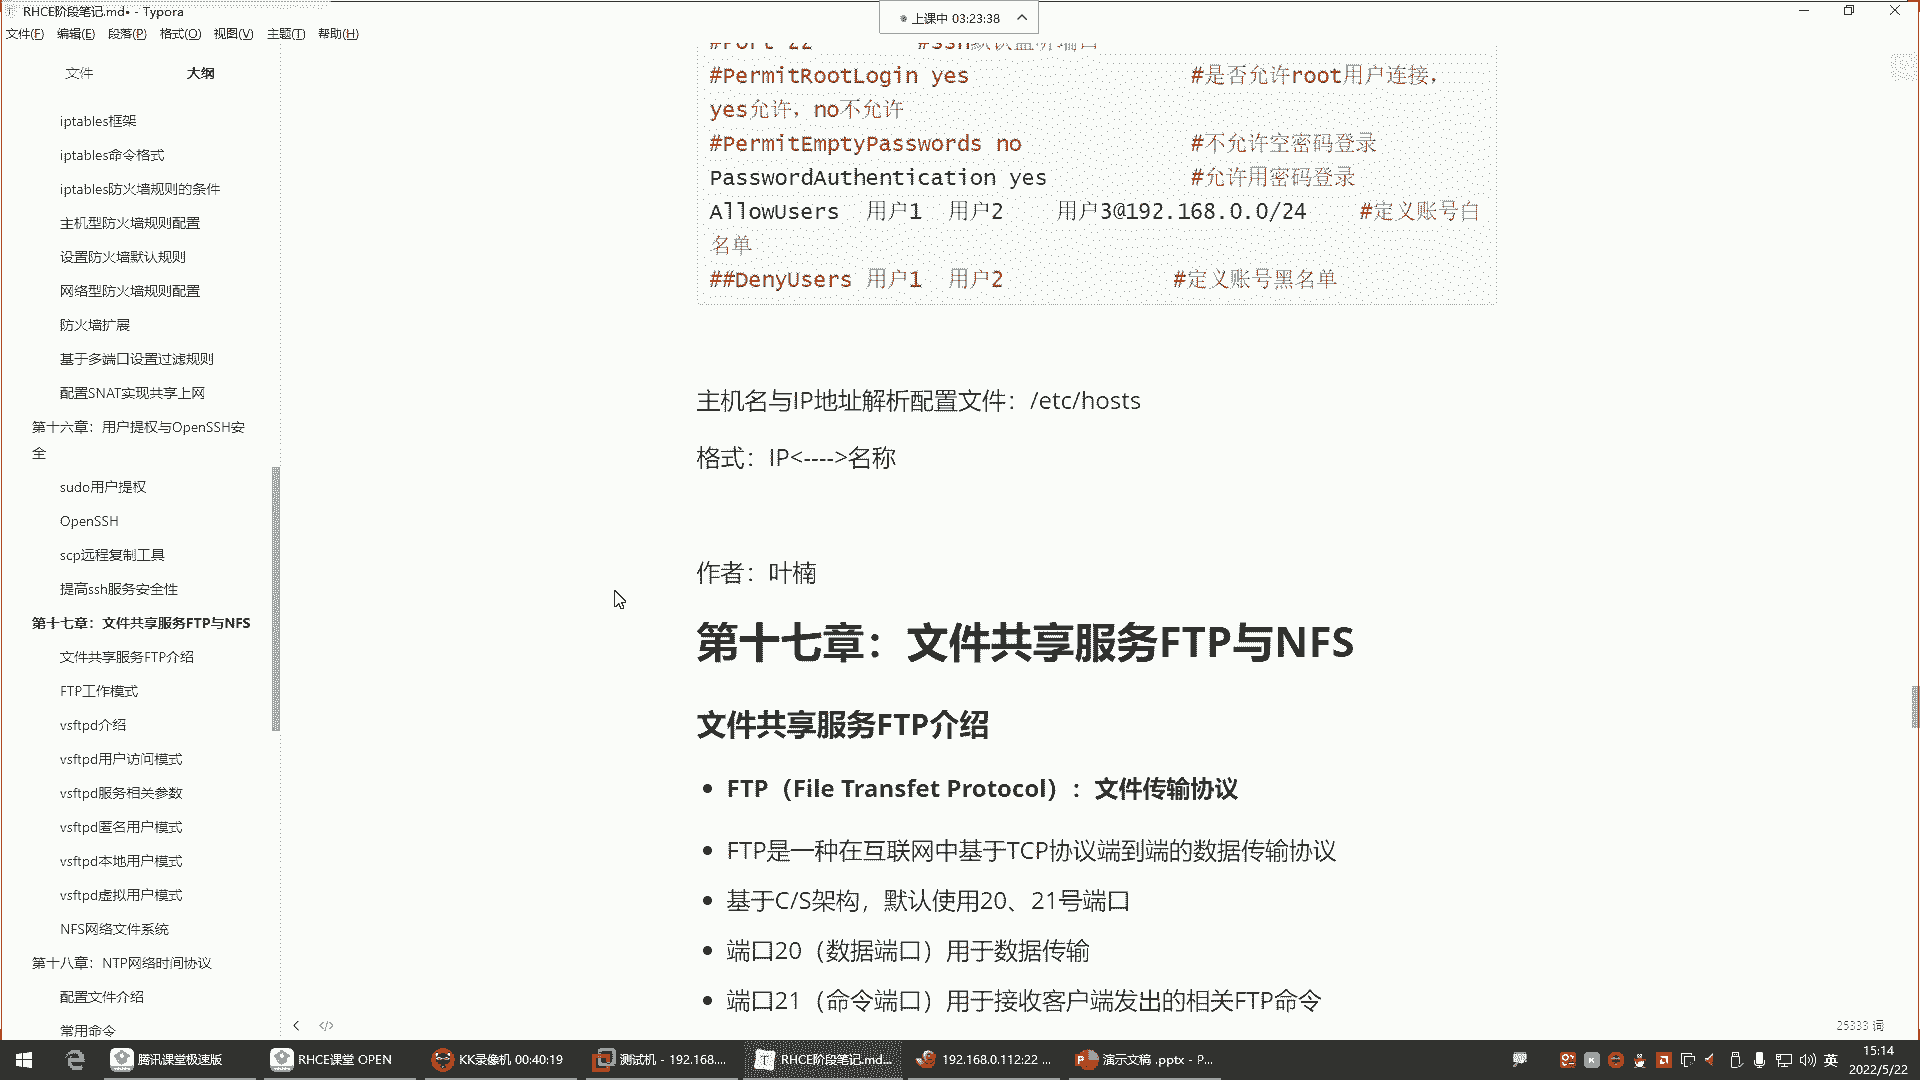 RHCE阶段笔记.md• - Typora
上课中 03:23:38
文件(F) 编辑(E) 段落(P) 格式(O) 视图(V) 主题(T) 帮助(H)
文件 大纲
iptables框架
iptables命令格式
iptables防火墙规则的条件
主机型防火墙规则配置
设置防火墙默认规则
网络型防火墙规则配置
防火墙扩展
基于多端口设置过滤规则
配置SNAT实现共享上网
第十六章：用户提权与OpenSSH安
全
sudo用户提权
OpenSSH
scp远程复制工具
提高ssh服务安全性
第十七章：文件共享服务FTP与NFS
文件共享服务FTP介绍
FTP工作模式
vsftpd介绍
vsftpd用户访问模式
vsftpd服务相关参数
vsftpd匿名用户模式
vsftpd本地用户模式
vsftpd虚拟用户模式
NFS网络文件系统
第十八章：NTP网络时间协议
配置文件介绍
常用命令
#Port 22 #ssh默认监听端口
#PermitRootLogin yes #是否允许root用户连接，
yes允许，no不允许
#PermitEmptyPasswords no #不允许空密码登录
PasswordAuthentication yes #允许用密码登录
AllowUsers 用户1 用户2 用户3@192.168.0.0/24 #定义账号白
名单
##DenyUsers 用户1 用户2 #定义账号黑名单
主机名与IP地址解析配置文件：/etc/hosts
格式：IP<---->名称
作者：叶楠
第十七章：文件共享服务FTP与NFS
文件共享服务FTP介绍
• FTP（File Transfet Protocol）：文件传输协议
• FTP是一种在互联网中基于TCP协议端到端的数据传输协议
• 基于C/S架构，默认使用20、21号端口
• 端口20（数据端口）用于数据传输
• 端口21（命令端口）用于接收客户端发出的相关FTP命令
25333 词
腾讯课堂极速版
RHCE课堂 OPEN
KK录像机 00:40:19
测试机 - 192.168....
RHCE阶段笔记.md...
192.168.0.112:22 ...
演示文稿 .pptx - P...
英
15:14
2022/5/22